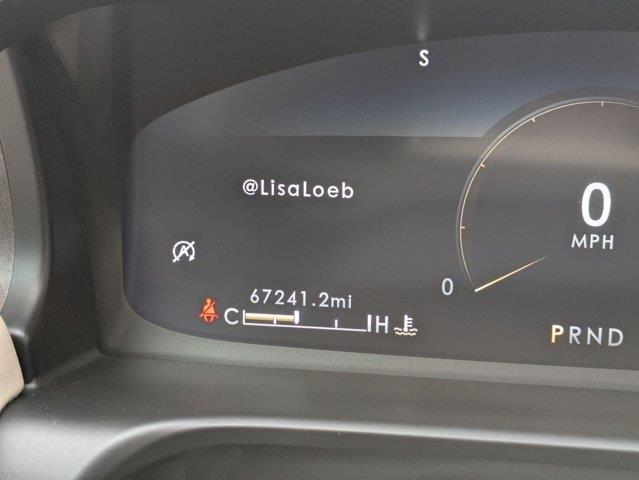 S
@LisaLoeb
0
MPH
0
67241.2mi
C H
PRND